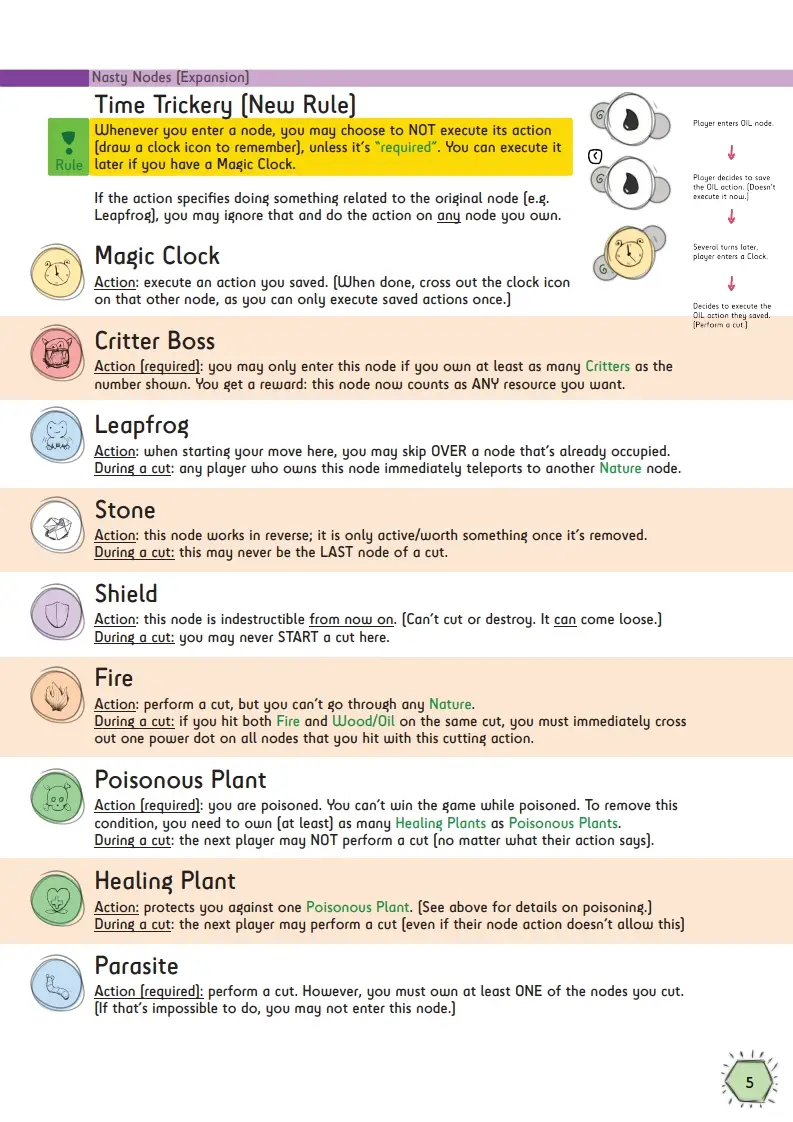 Nasty Nodes [Expansion]
Time Trickery [New Rule]
Rule
Whenever you enter a node, you may choose to NOT execute its action
[draw a clock icon to remember], unless it's "required". You can execute it
later if you have a Magic Clock.
If the action specifies doing something related to the original node [e.g.
Leapfrog], you may ignore that and do the action on any node you own.
Player enters OIL node.
Player decides to save
the OIL action. [Doesn't
execute it now.]
Several turns later,
player enters a Clock.
Decides to execute the
OIL action they saved.
[Perform a cut.]
Magic Clock
Action: execute an action you saved. [When done, cross out the clock icon
on that other node, as you can only execute saved actions once.]
Critter Boss
Action [required]: you may only enter this node if you own at least as many Critters as the
number shown. You get a reward: this node now counts as ANY resource you want.
Leapfrog
Action: when starting your move here, you may skip OVER a node that's already occupied.
During a cut: any player who owns this node immediately teleports to another Nature node.
Stone
Action: this node works in reverse; it is only active/worth something once it's removed.
During a cut: this may never be the LAST node of a cut.
Shield
Action: this node is indestructible from now on. [Can't cut or destroy. It can come loose.]
During a cut: you may never START a cut here.
Fire
Action: perform a cut, but you can't go through any Nature.
During a cut: if you hit both Fire and Wood/Oil on the same cut, you must immediately cross
out one power dot on all nodes that you hit with this cutting action.
Poisonous Plant
Action [required]: you are poisoned. You can't win the game while poisoned. To remove this
condition, you need to own [at least] as many Healing Plants as Poisonous Plants.
During a cut: the next player may NOT perform a cut [no matter what their action says].
Healing Plant
Action: protects you against one Poisonous Plant. [See above for details on poisoning.]
During a cut: the next player may perform a cut [even if their node action doesn't allow this]
Parasite
Action [required]: perform a cut. However, you must own at least ONE of the nodes you cut.
[If that's impossible to do, you may not enter this node.]
5